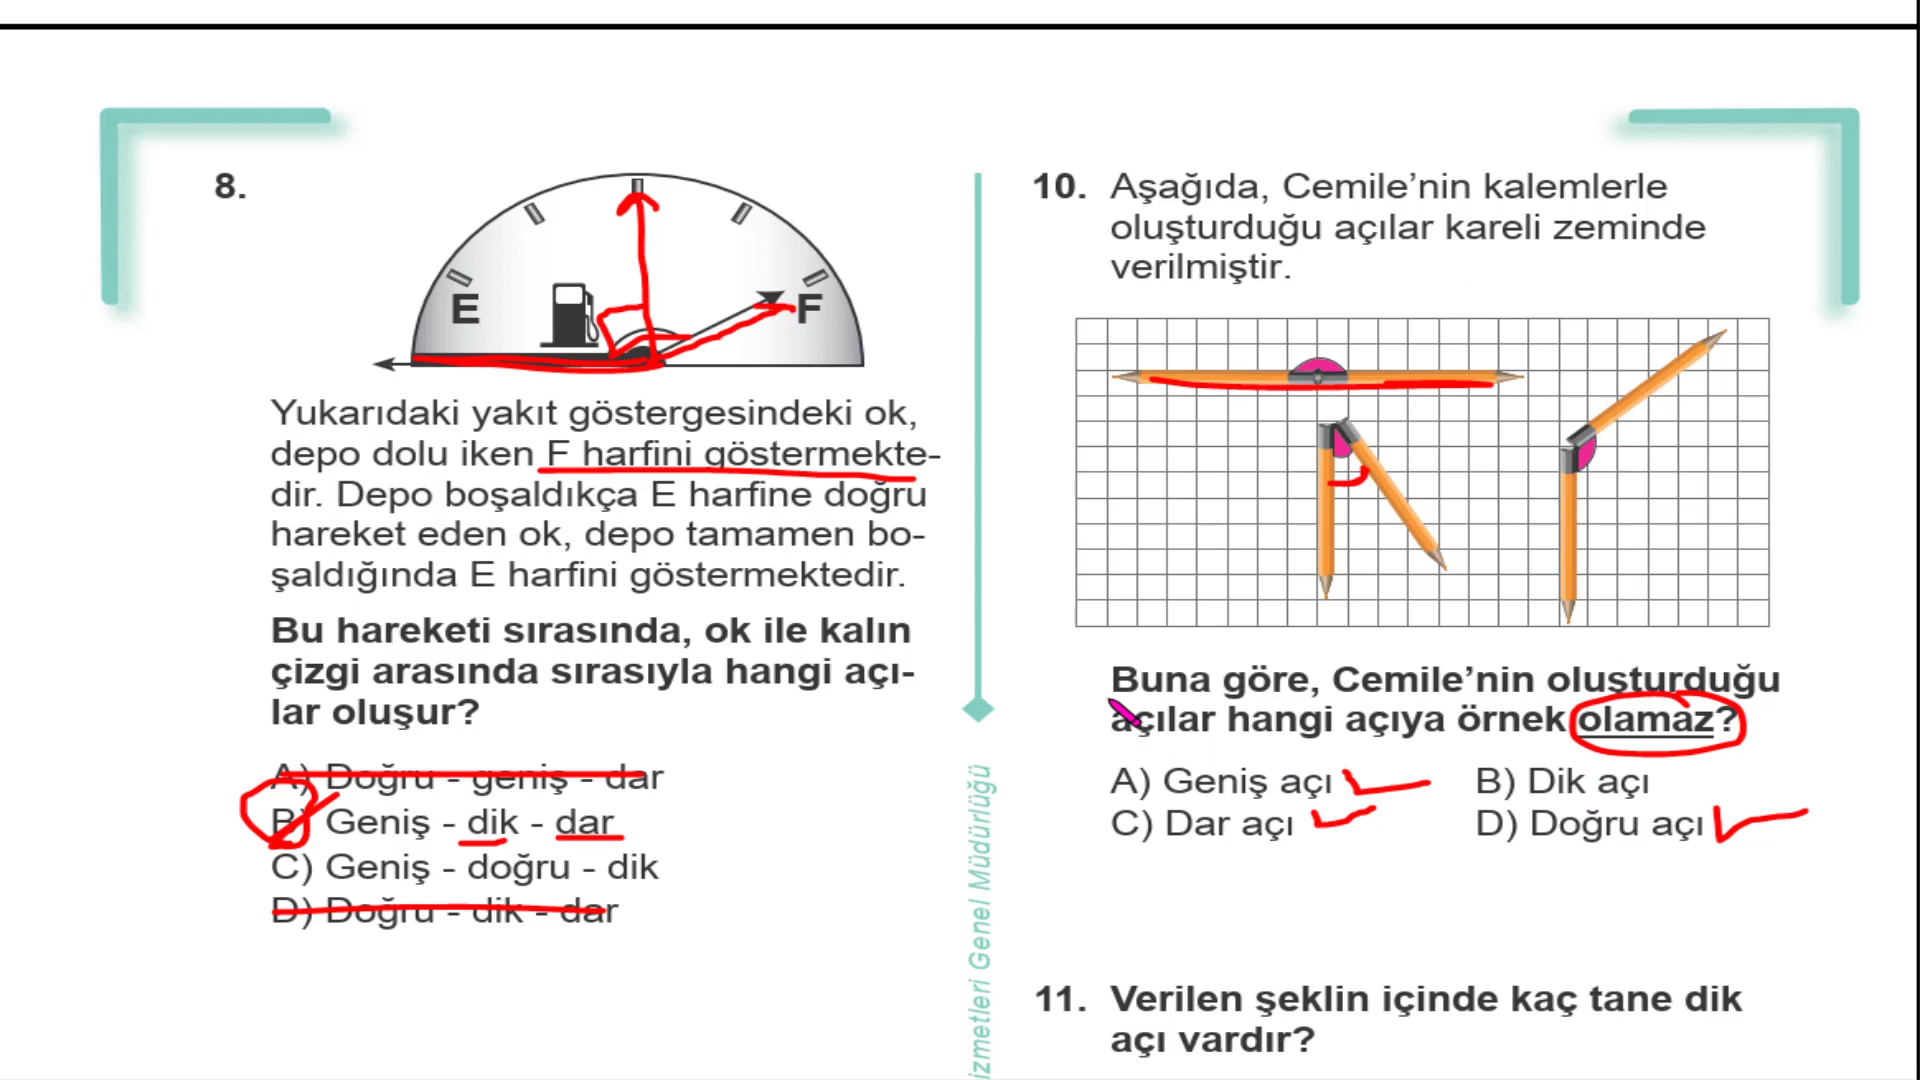 8.
E
F
Yukarıdaki yakıt göstergesindeki ok,
depo dolu iken F harfini göstermekte-
dir. Depo boşaldıkça E harfine doğru
hareket eden ok, depo tamamen bo-
şaldığında E harfini göstermektedir.
Bu hareketi sırasında, ok ile kalın
çizgi arasında sırasıyla hangi açı-
lar oluşur?
A) Doğru - geniş - dar
B) Geniş - dik - dar
C) Geniş - doğru - dik
D) Doğru - dik - dar
izmetleri Genel Müdürlüğü
10. Aşağıda, Cemile’nin kalemlerle
oluşturduğu açılar kareli zeminde
verilmiştir.
Buna göre, Cemile’nin oluşturduğu
açılar hangi açıya örnek olamaz?
A) Geniş açı B) Dik açı
C) Dar açı D) Doğru açı
11. Verilen şeklin içinde kaç tane dik
açı vardır?